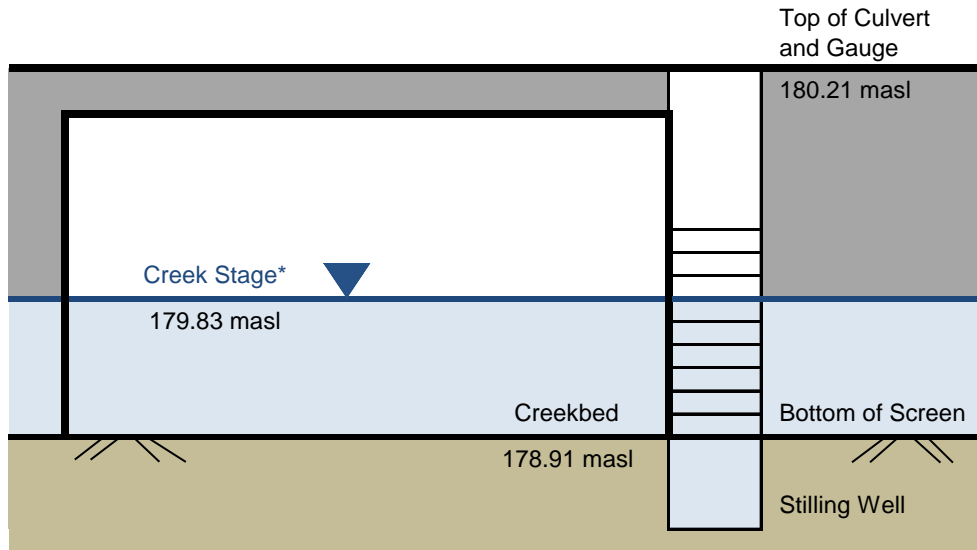 Top of Culvert
and Gauge
180.21 masl
Creek Stage*
179.83 masl
Creekbed
Bottom of Screen
178.91 masl
Stilling Well